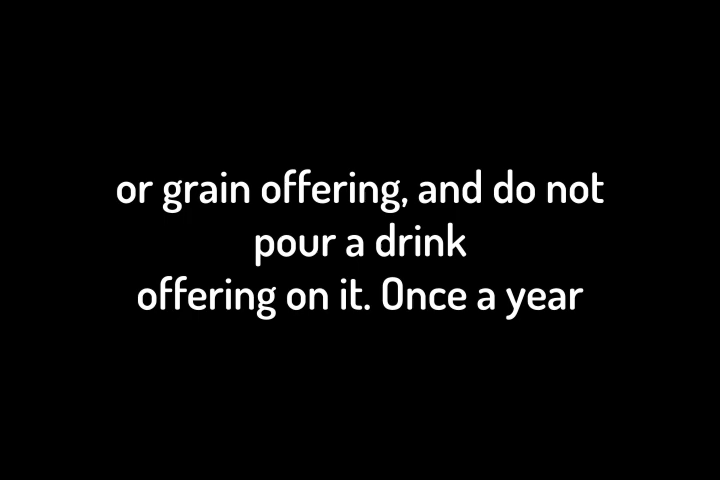 or grain offering, and do not
pour a drink
offering on it. Once a year